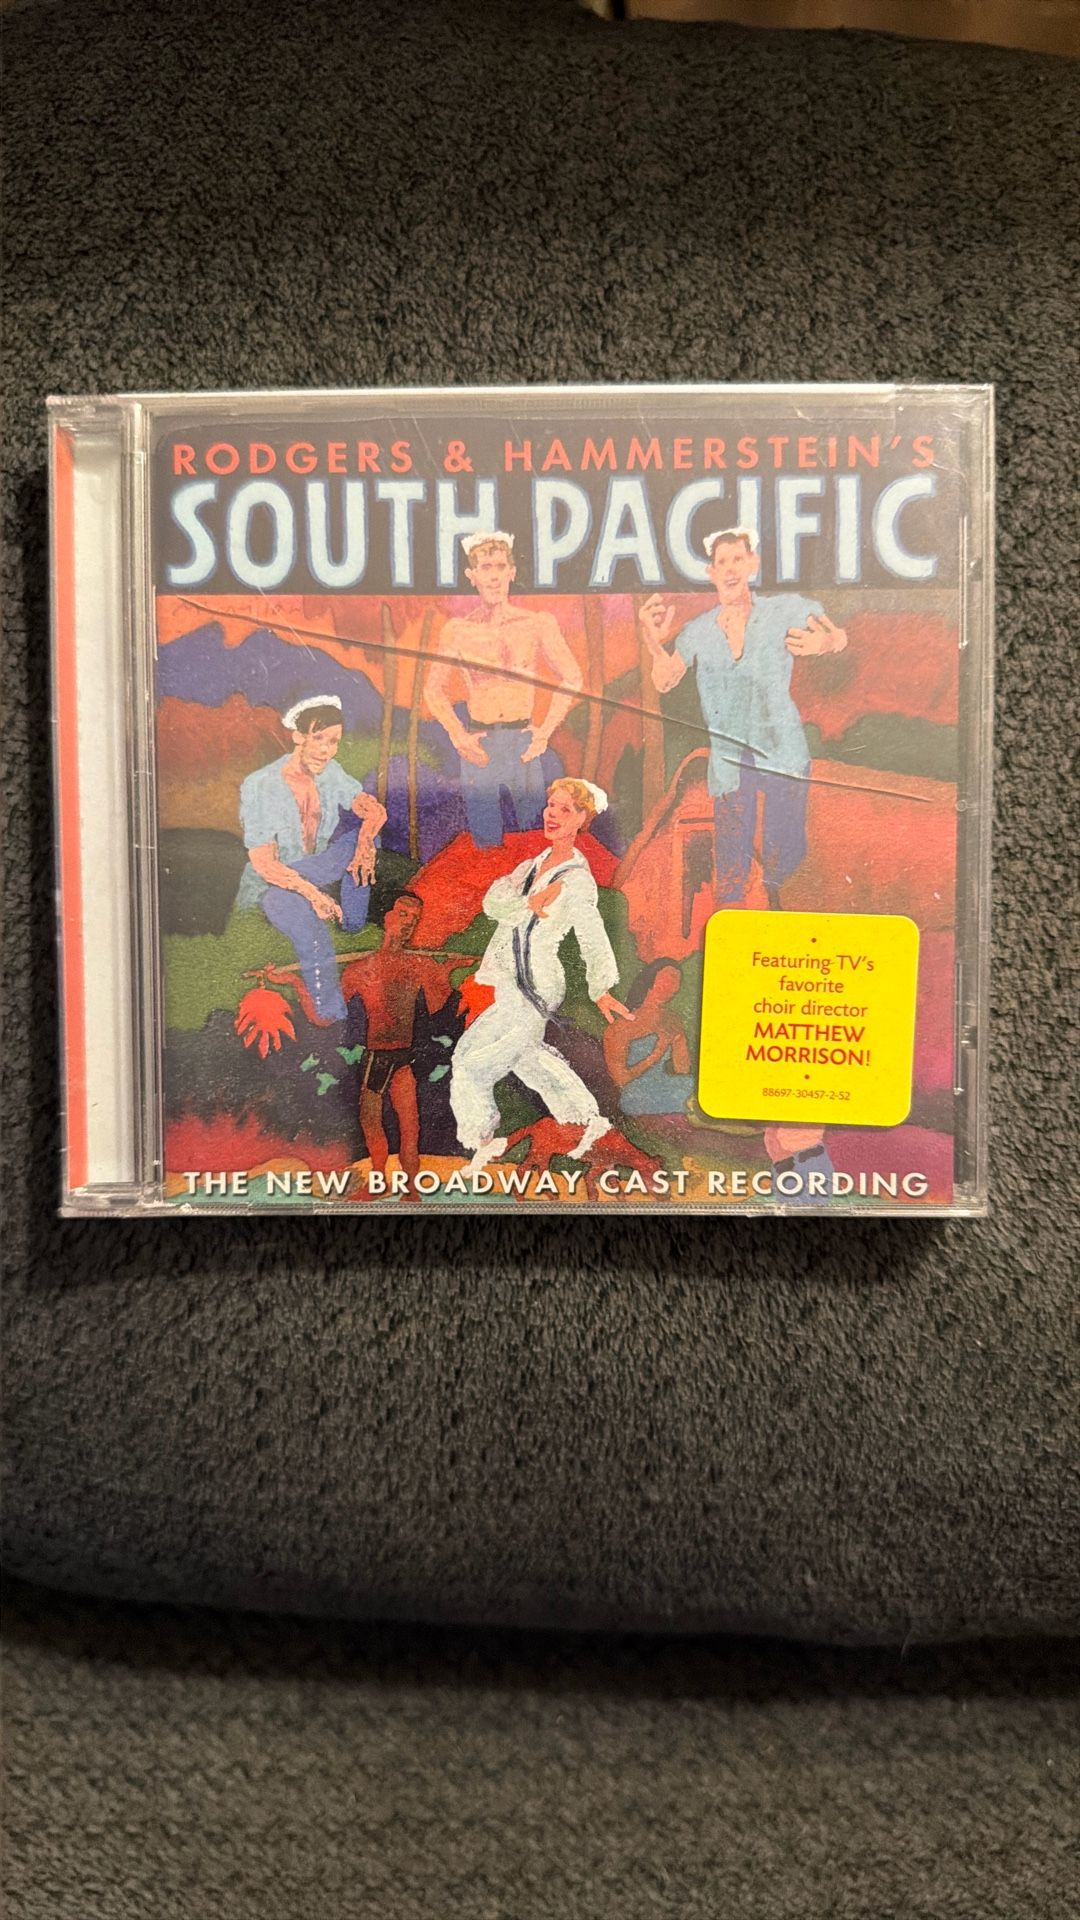 RODGERS & HAMMERSTEIN'S
SOUTH PACIFIC
Featuring TV's
favorite
choir director
MATTHEW
MORRISON!
88697-30457-2-52
THE NEW BROADWAY CAST RECORDING